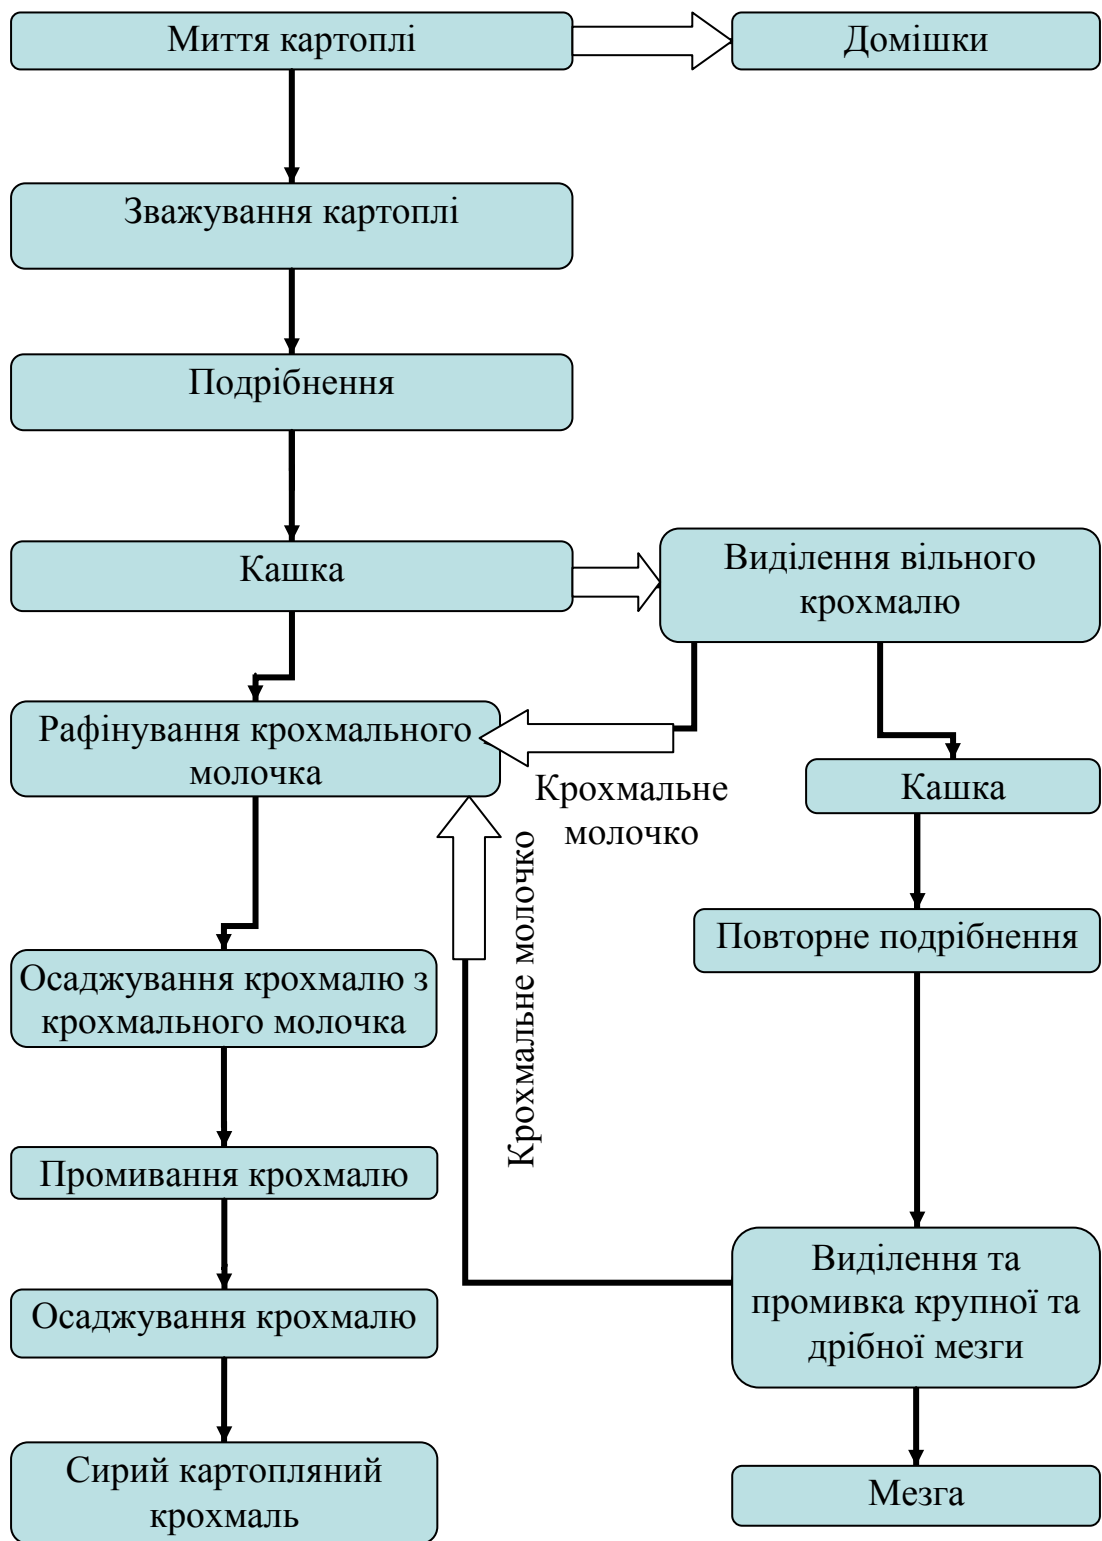 Миття картоплі
Домішки
Зважування картоплі
Подрібнення
Кашка
Виділення вільного
крохмалю
Рафінування крохмального
молочка
Крохмальне
молочко
Кашка
Крохмальне молочко
Повторне подрібнення
Осаджування крохмалю з
крохмального молочка
Промивання крохмалю
Виділення та
промивка крупної та
дрібної мезги
Осаджування крохмалю
Сирий картопляний
крохмаль
Мезга